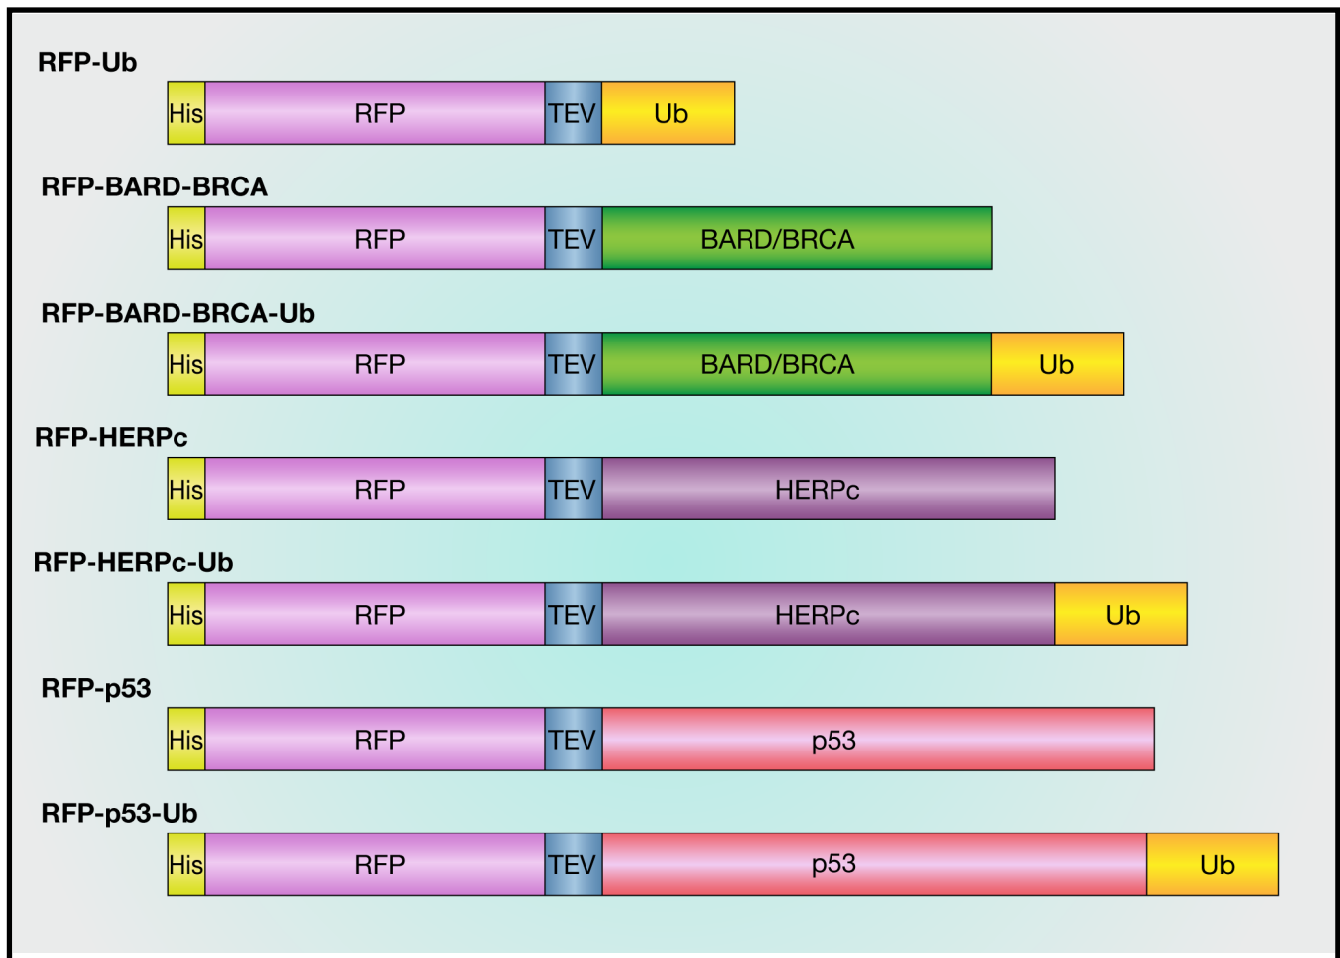 RFP-Ub
His RFP TEV Ub
RFP-BARD-BRCA
His RFP TEV BARD/BRCA
RFP-BARD-BRCA-Ub
His RFP TEV BARD/BRCA Ub
RFP-HERPc
His RFP TEV HERPc
RFP-HERPc-Ub
His RFP TEV HERPc Ub
RFP-p53
His RFP TEV p53
RFP-p53-Ub
His RFP TEV p53 Ub